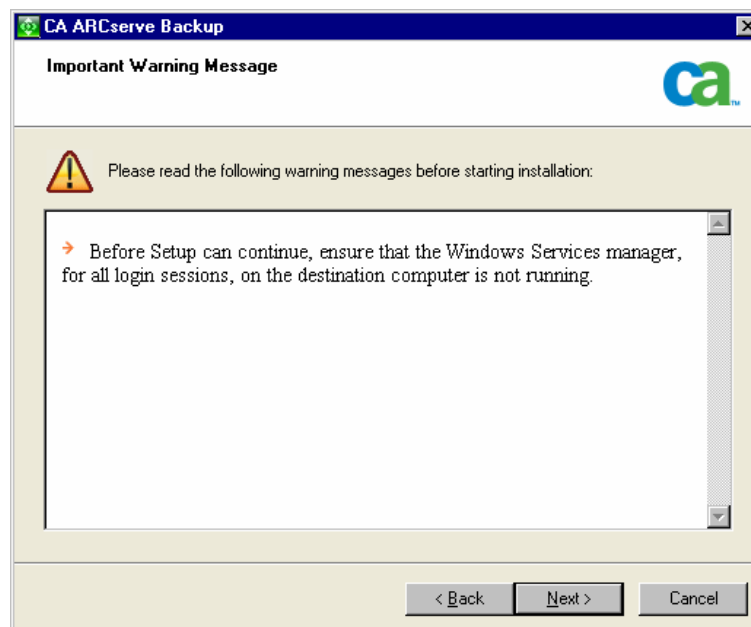 CA ARCserve Backup
Important Warning Message
ca
TM
Please read the following warning messages before starting installation:
Before Setup can continue, ensure that the Windows Services manager,
for all login sessions, on the destination computer is not running.
< Back
Next >
Cancel